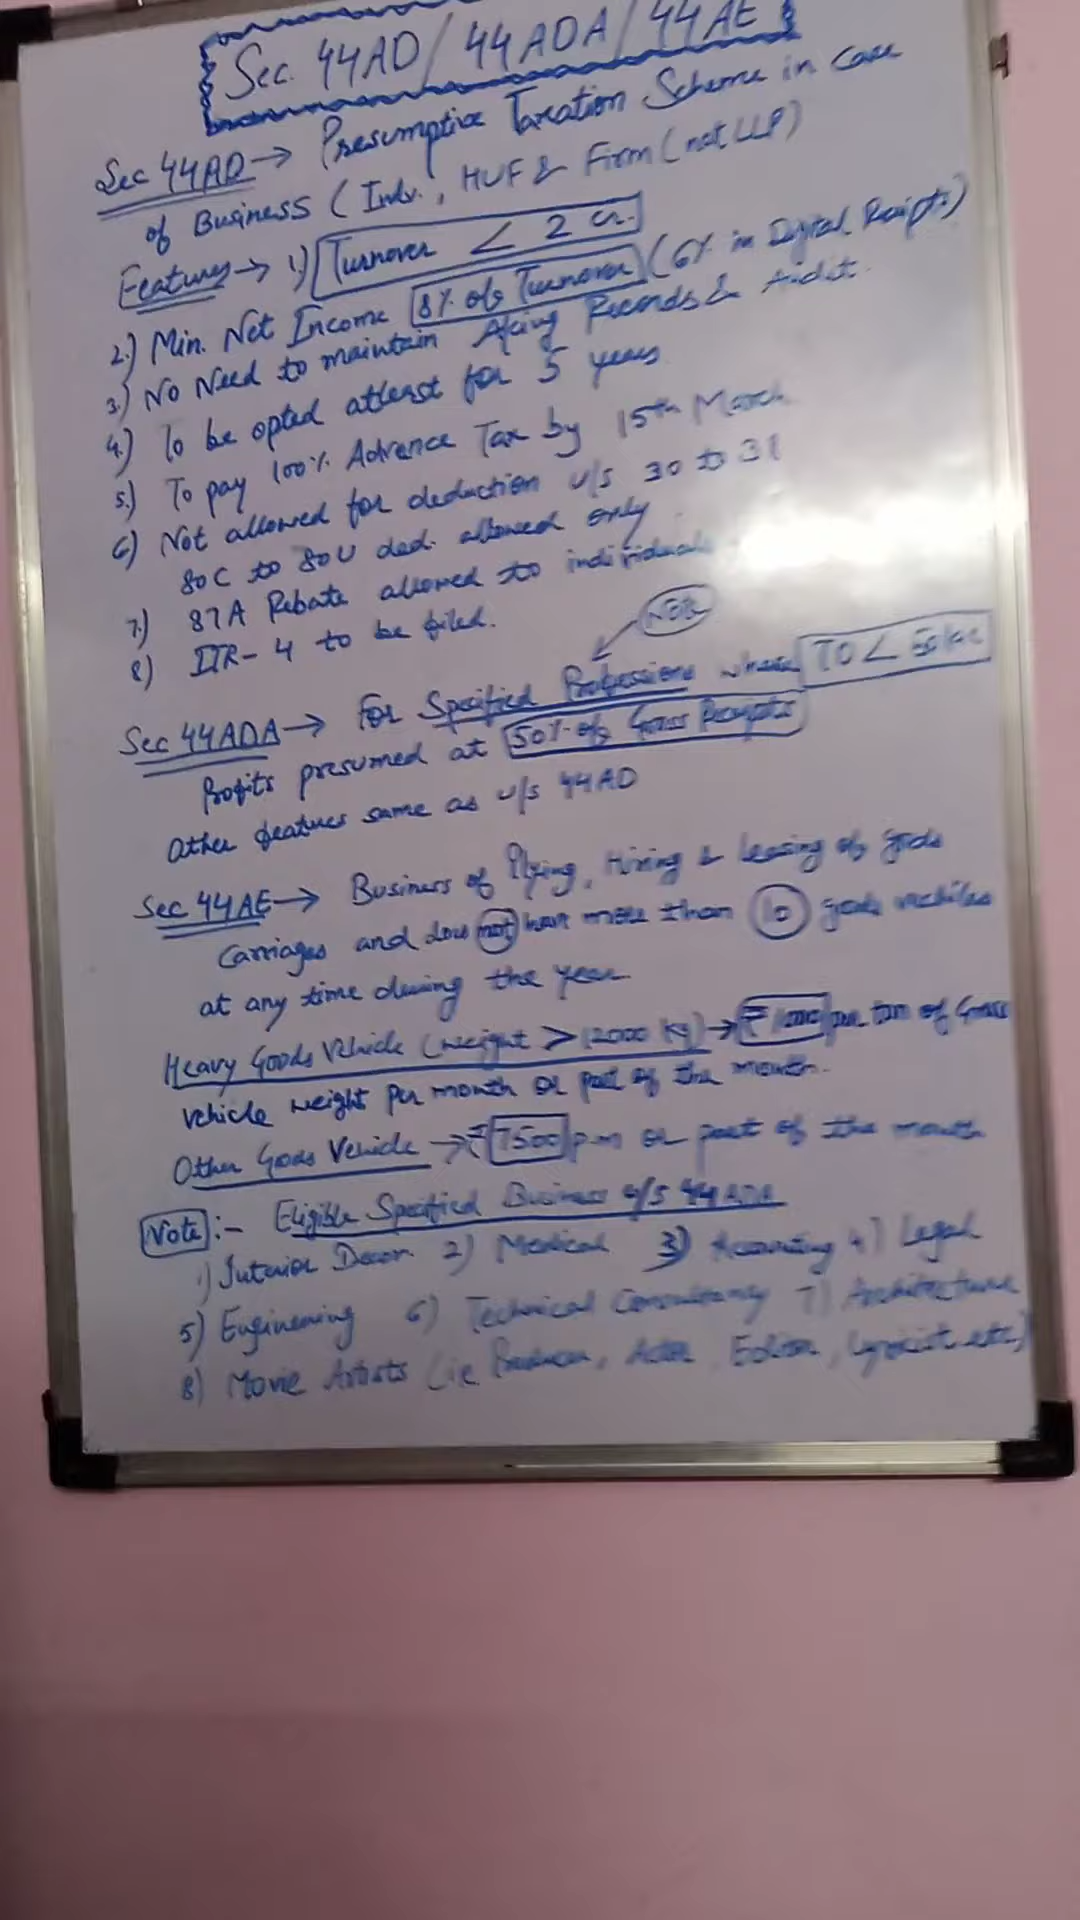 Sec. 44AD/44ADA/44AE
Sec 44AD → Presumptive Taxation Scheme in case
of Business (Indv., HUF & Firm (not LLP)
Features → 1) Turnover < 2 cr.
2.) Min. Net Income 8% of Turnover (6% in Digital Receipts)
3.) No Need to maintain A/cing Records & Audit.
4.) To be opted atleast for 5 years
5.) To pay 100% Advance Tax by 15th March
6) Not allowed for deduction u/s 30 to 38
80C to 80U ded. allowed only
7.) 87A Rebate allowed to individuals
8) ITR-4 to be filed.
Note
Sec 44ADA → For Specified Professions where TO < 50 lac
Profits presumed at 50% of Gross Receipts
Other features same as u/s 44AD
Sec 44AE → Business of Plying, Hiring & Leasing of goods
Carriages and does not have more than 10 goods vehicles
at any time during the year
Heavy Goods Vehicle (weight > 12000 Kg) → ₹ 1000 per ton of Gross
vehicle weight per month or part of the month.
Other Goods Vehicle → ₹ 7500 p.m or part of the month
Note :- Eligible Specified Business u/s 44ADA
1) Interior Decor 2) Medical 3) Accounting 4) Legal
5) Enginering 6) Technical Consultancy 7) Architecture
8) Movie Artists (ie Producer, Actor, Editor, Lyricist etc)